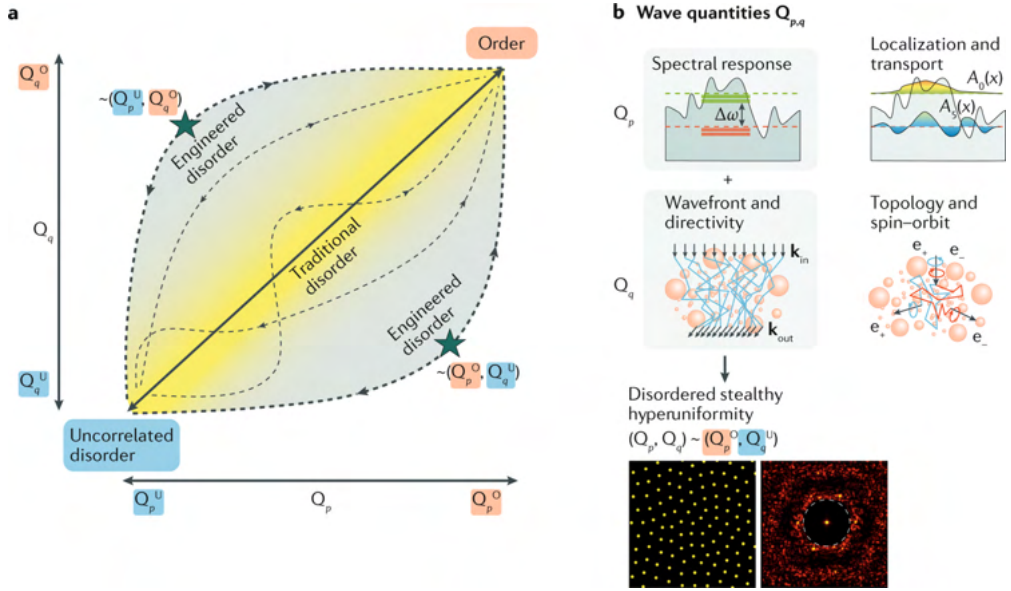 a
Order
Q_q^O
~(Q_p^U, Q_q^O)
Engineered
disorder
Q_q
Traditional
disorder
Engineered
disorder
~(Q_p^O, Q_q^U)
Q_q^U
Uncorrelated
disorder
Q_p^U
Q_p
Q_p^O
b Wave quantities Q_p,q
Spectral response
Q_p
Δω
Localization and
transport
A_0(x)
A_5(x)
+
Wavefront and
directivity
k_in
Q_q
k_out
Topology and
spin–orbit
e_+
e_-
e_+
e_-
Disordered stealthy
hyperuniformity
(Q_p, Q_q) ~ (Q_p^O, Q_q^U)